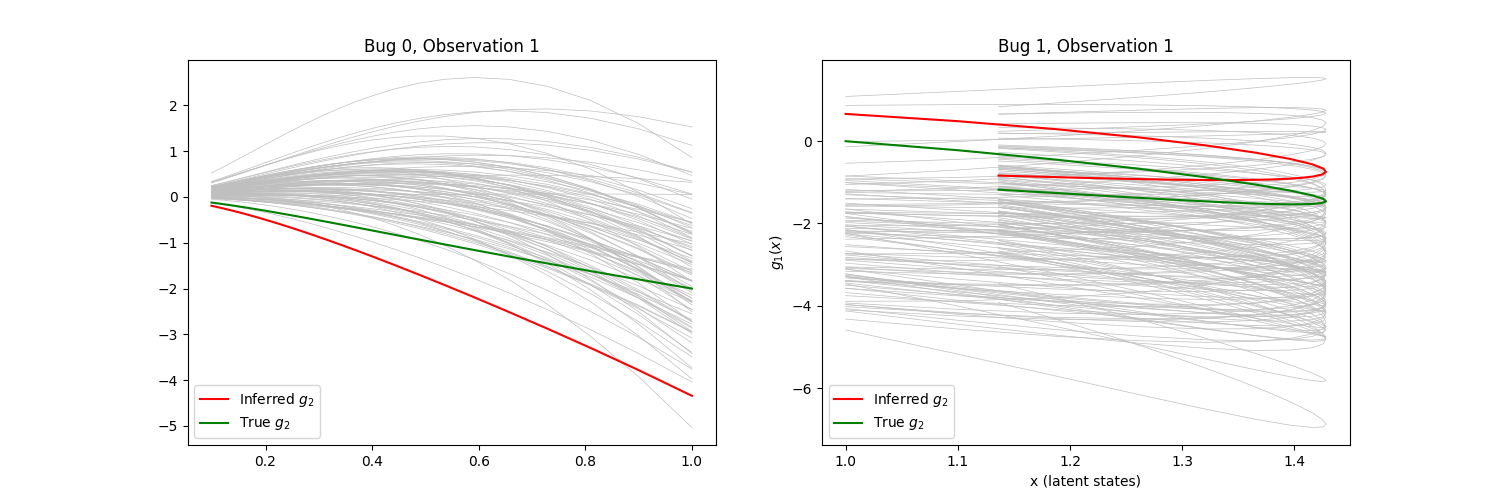 Bug 0, Observation 1
2
1
0
−1
−2
−3
−4
−5
Inferred g₂
True g₂
0.2 0.4 0.6 0.8 1.0
Bug 1, Observation 1
g₁(x)
0
−2
−4
−6
Inferred g₂
True g₂
1.0 1.1 1.2 1.3 1.4
x (latent states)